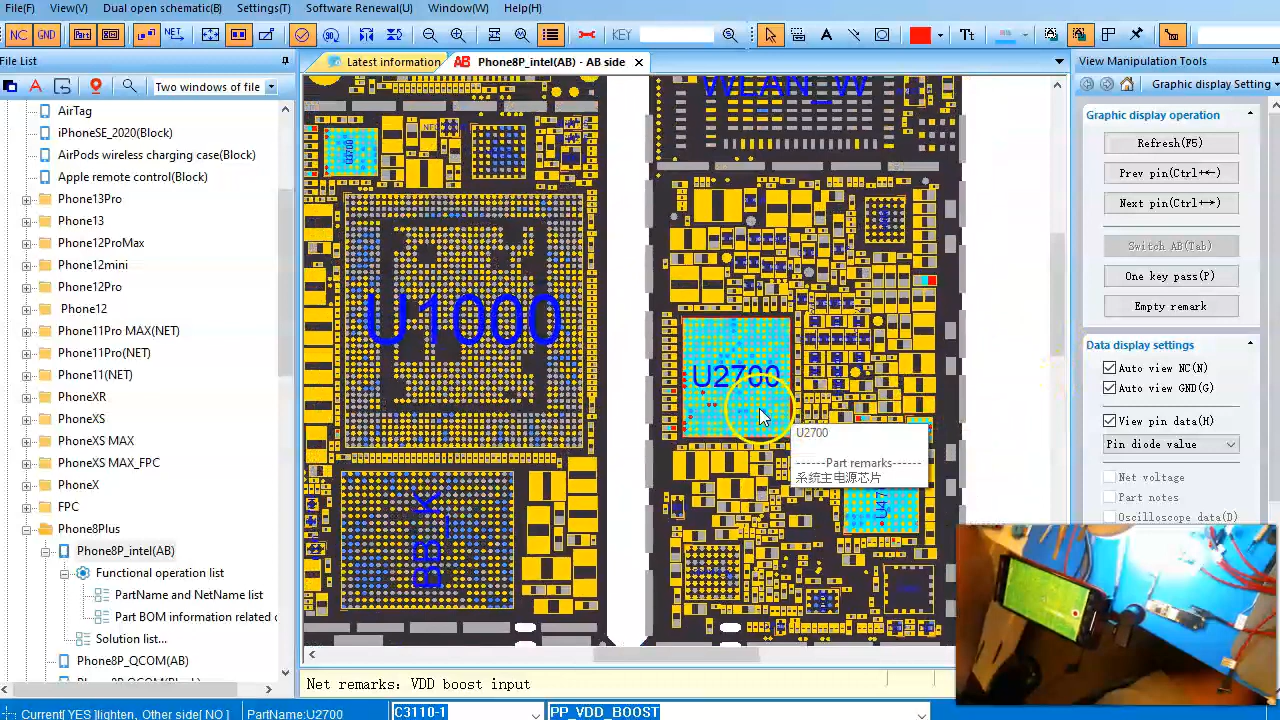 File(F) View(V) Dual open schematic(B) Settings(T) Software Renewal(U) Window(W) Help(H)
NC GND Part NET KEY A Tt
File List
Two windows of file
AirTag
iPhoneSE_2020(Block)
AirPods wireless charging case(Block)
Apple remote control(Block)
Phone13Pro
Phone13
Phone12ProMax
Phone12mini
Phone12Pro
Phone12
Phone11Pro MAX(NET)
Phone11Pro(NET)
Phone11(NET)
PhoneXR
PhoneXS
PhoneXS MAX
PhoneXS MAX_FPC
PhoneX
FPC
Phone8Plus
Phone8P_intel(AB)
Functional operation list
PartName and NetName list
Part BOM information related c
Solution list...
Phone8P_QCOM(AB)
Latest information
AB Phone8P_intel(AB) - AB side
WLAN_W
U1000
BB_K
U2700
U2700
------Part remarks------
系统主电源芯片
Net remarks: VDD boost input
View Manipulation Tools
Graphic display Setting
Graphic display operation
Refresh(R)
Prev pin(Ctrl+←)
Next pin(Ctrl+→)
Switch AB(Tab)
One key pass(P)
Empty remark
Data display settings
Auto view NC(N)
Auto view GND(G)
View pin data(H)
Pin diode value
Net voltage
Part notes
Oscilloscope data(D)
Current[ YES ]lighten, Other side[ NO ] PartName:U2700 C3110-1 PP_VDD_BOOST